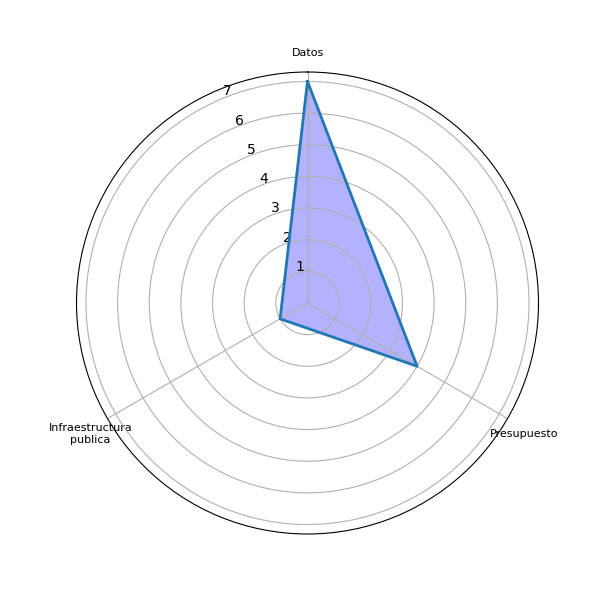 Datos
7
6
5
4
3
2
1
Infraestructura
publica
Presupuesto